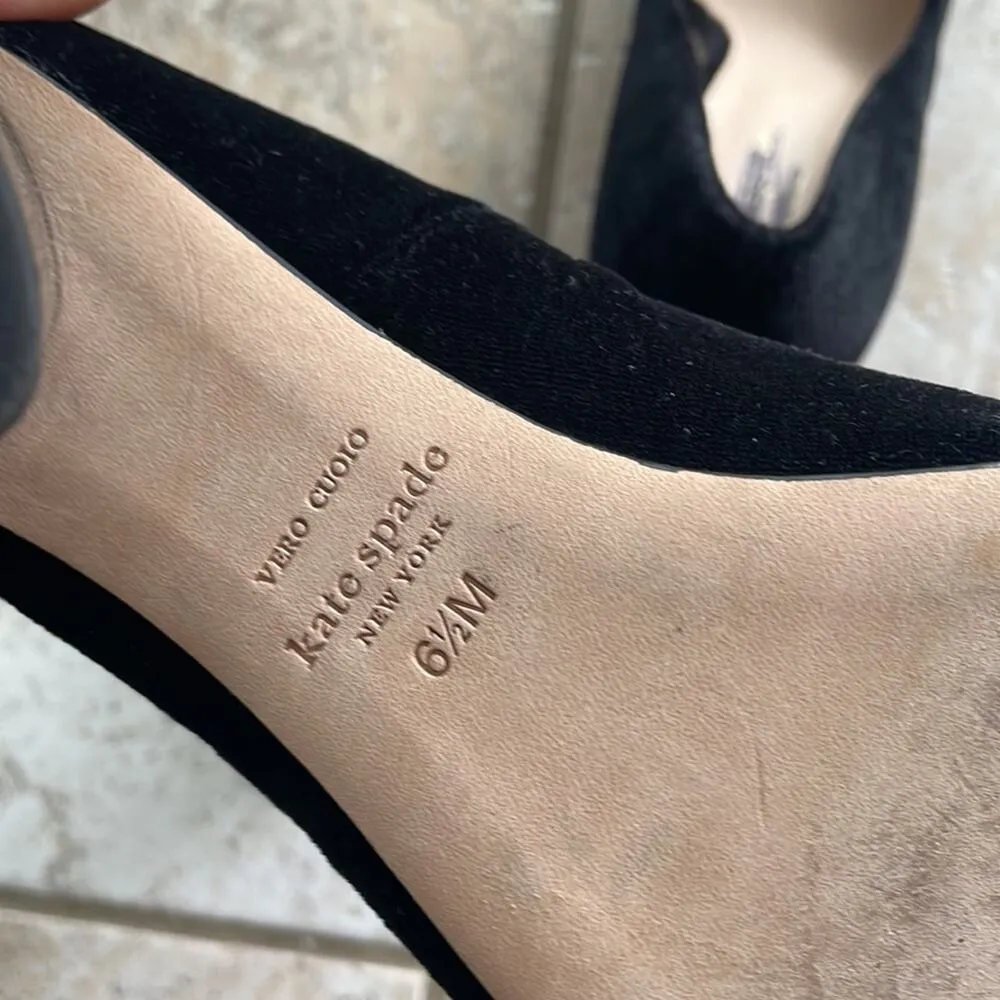 VERO CUOIO
kate spade
NEW YORK
6½M